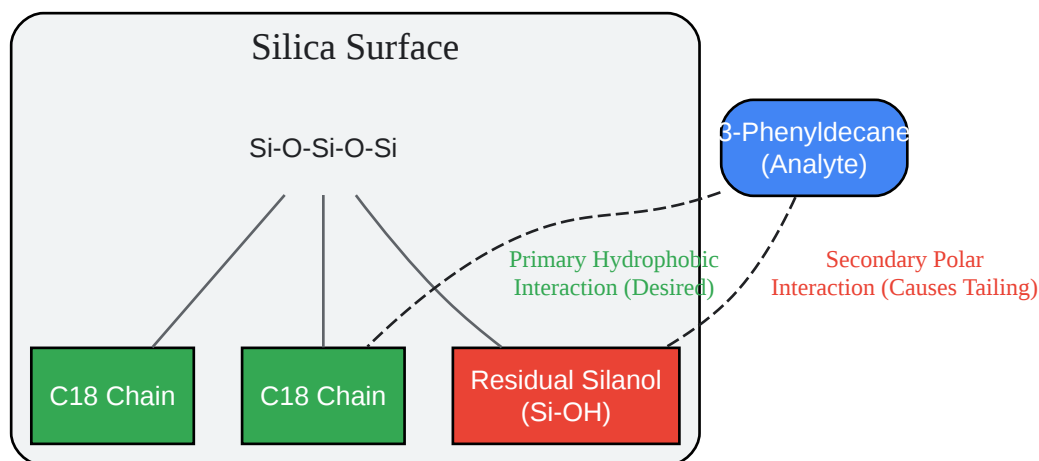 Silica Surface
Si-O-Si-O-Si
3-Phenyldecane
(Analyte)
Primary Hydrophobic
Interaction (Desired)
Secondary Polar
Interaction (Causes Tailing)
C18 Chain
C18 Chain
Residual Silanol
(Si-OH)